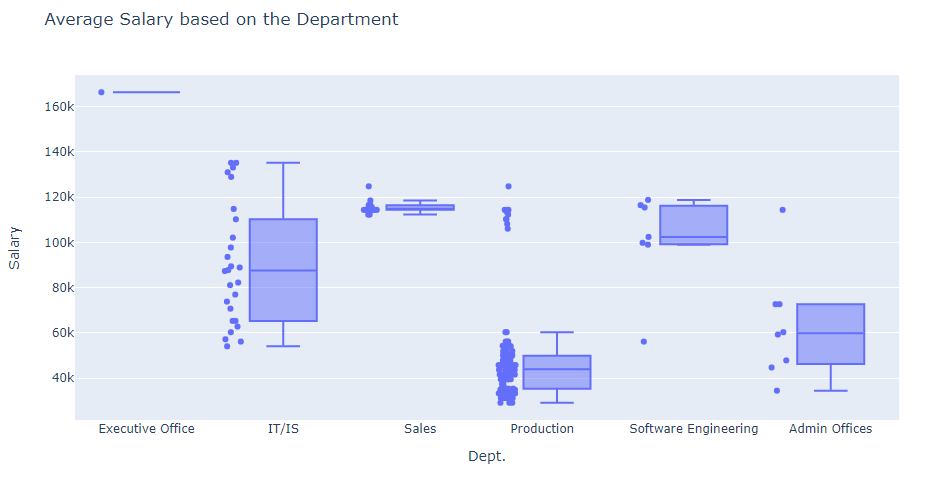 Average Salary based on the Department
160k
140k
120k
100k
80k
60k
40k
Salary
Executive Office
IT/IS
Sales
Production
Software Engineering
Admin Offices
Dept.